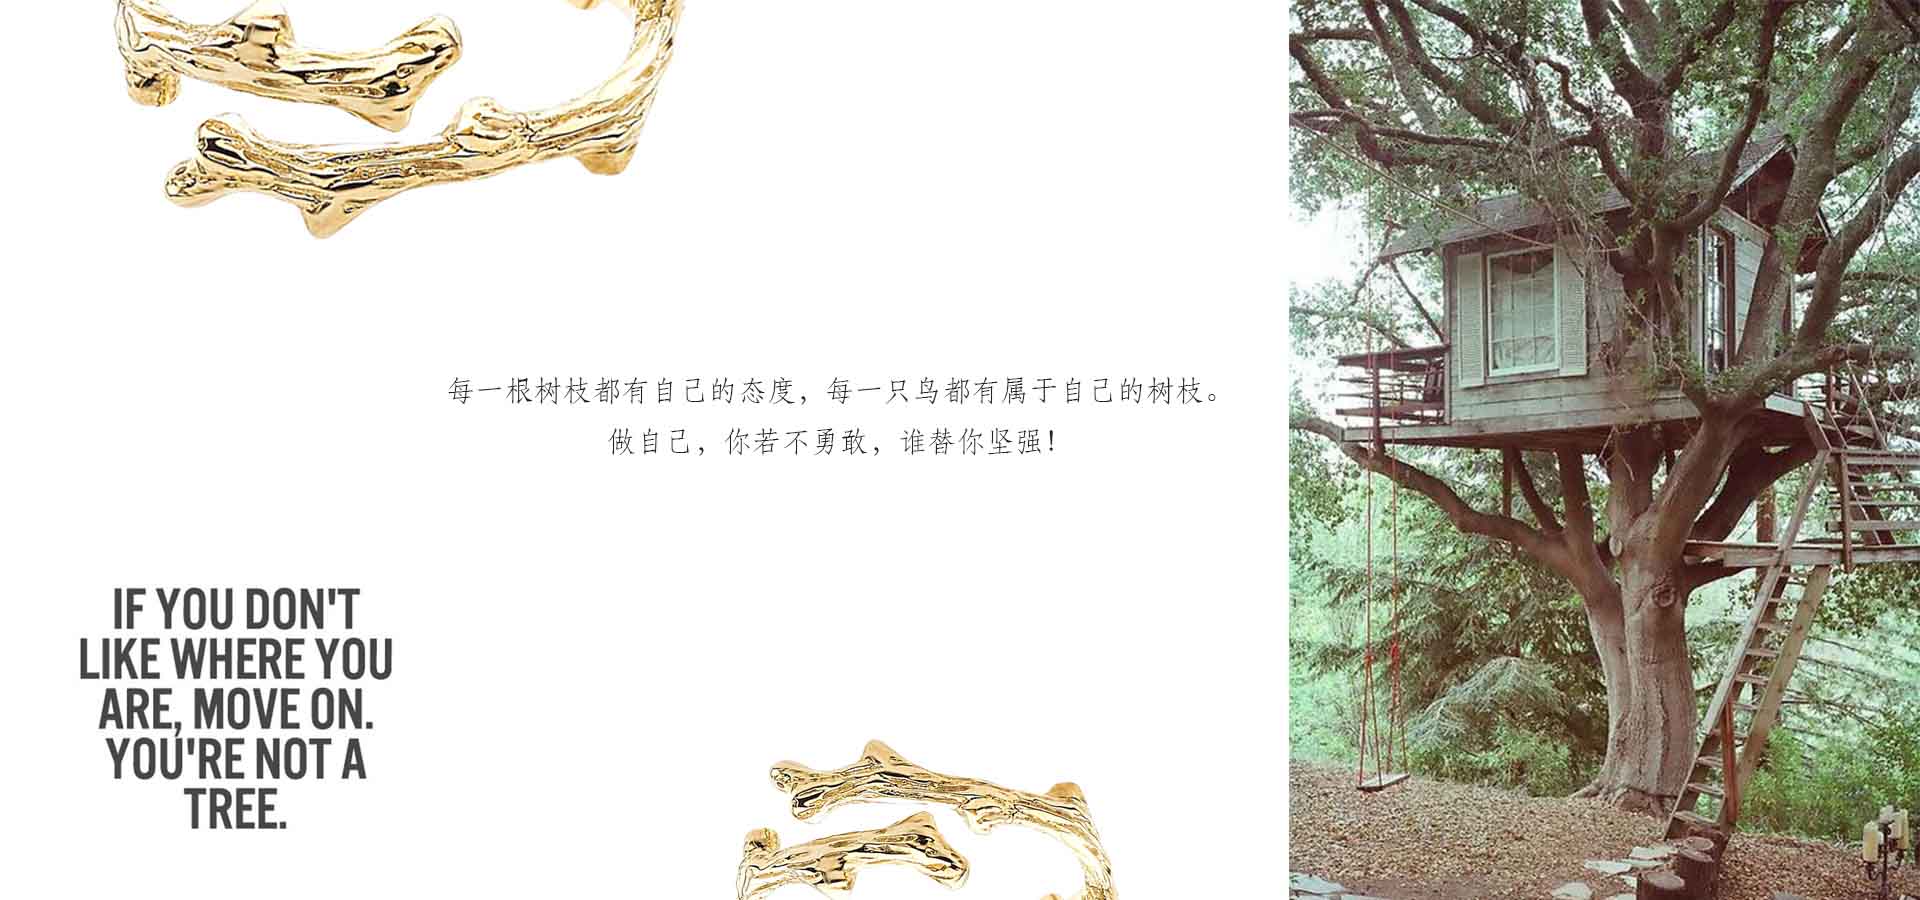 每一根树枝都有自己的态度，每一只鸟都有属于自己的树枝。
做自己，你若不勇敢，谁替你坚强！
IF YOU DON'T
LIKE WHERE YOU
ARE, MOVE ON.
YOU'RE NOT A
TREE.